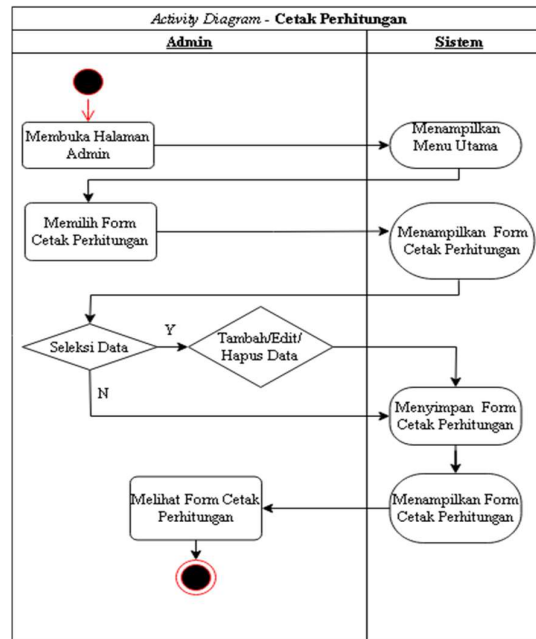 Activity Diagram - Cetak Perhitungan
Admin
Sistem
Membuka Halaman
Admin
Menampilkan
Menu Utama
Memilih Form
Cetak Perhitungan
Menampilkan Form
Cetak Perhitungan
Seleksi Data
Y
Tambah/Edit/
Hapus Data
N
Menyimpan Form
Cetak Perhitungan
Melihat Form Cetak
Perhitungan
Menampilkan Form
Cetak Perhitungan